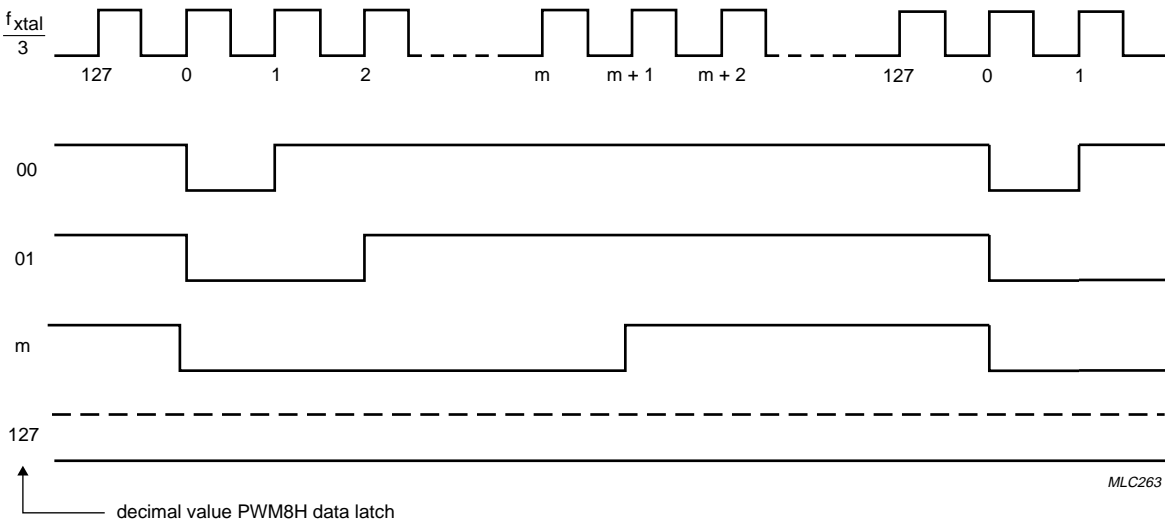 fxtal
3
127 0 1 2 m m + 1 m + 2 127 0 1
00
01
m
127
MLC263
decimal value PWM8H data latch